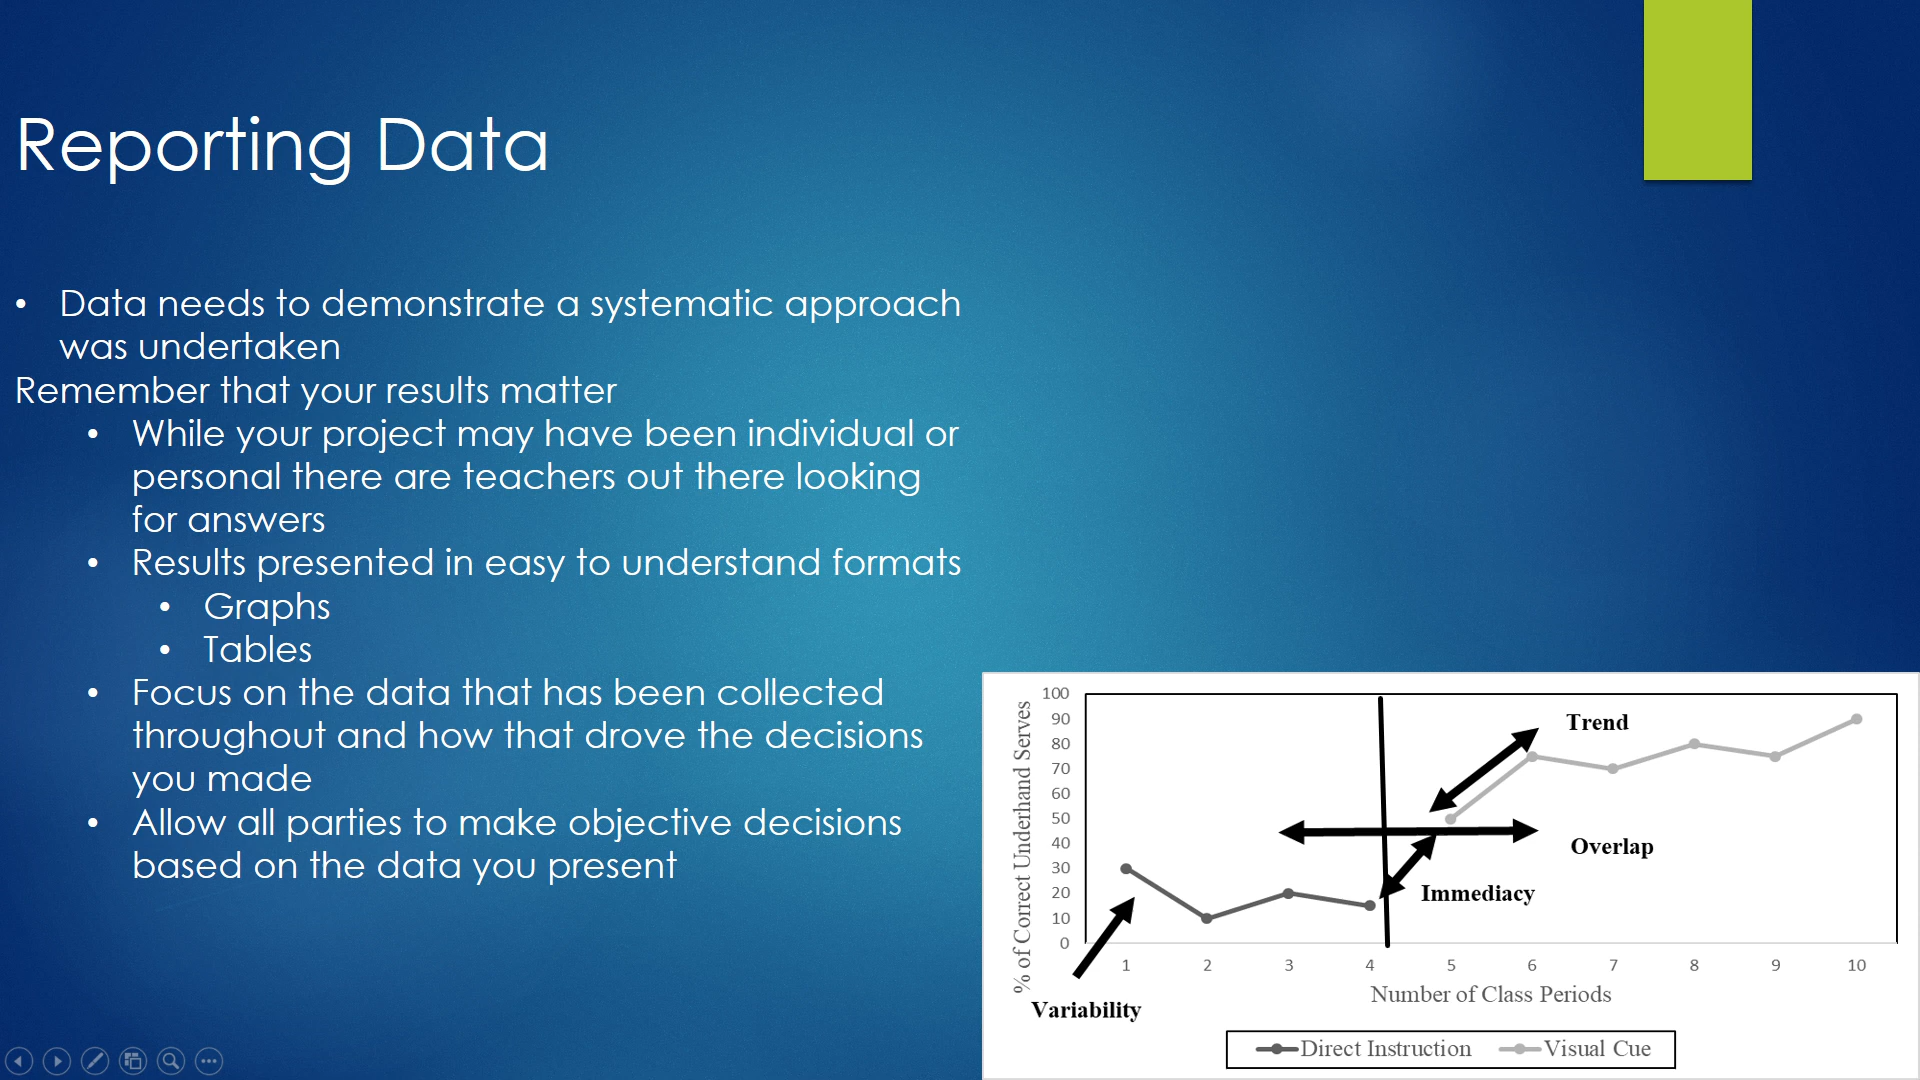 Reporting Data
• Data needs to demonstrate a systematic approach
was undertaken
Remember that your results matter
• While your project may have been individual or
personal there are teachers out there looking
for answers
• Results presented in easy to understand formats
• Graphs
• Tables
• Focus on the data that has been collected
throughout and how that drove the decisions
you made
• Allow all parties to make objective decisions
based on the data you present
% of Correct Underhand Serves
100
90
80
70
60
50
40
30
20
10
0
Trend
Overlap
Immediacy
Variability
1 2 3 4 5 6 7 8 9 10
Number of Class Periods
Direct Instruction Visual Cue